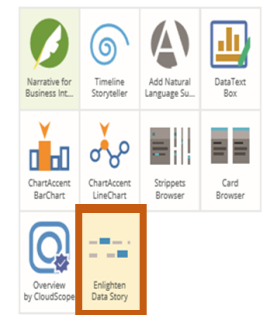 Narrative for
Business Int...
Timeline
Storyteller
Add Natural
Language Su...
DataText
Box
ChartAccent
BarChart
ChartAccent
LineChart
Strippets
Browser
Card
Browser
Overview
by CloudScope
Enlighten
Data Story